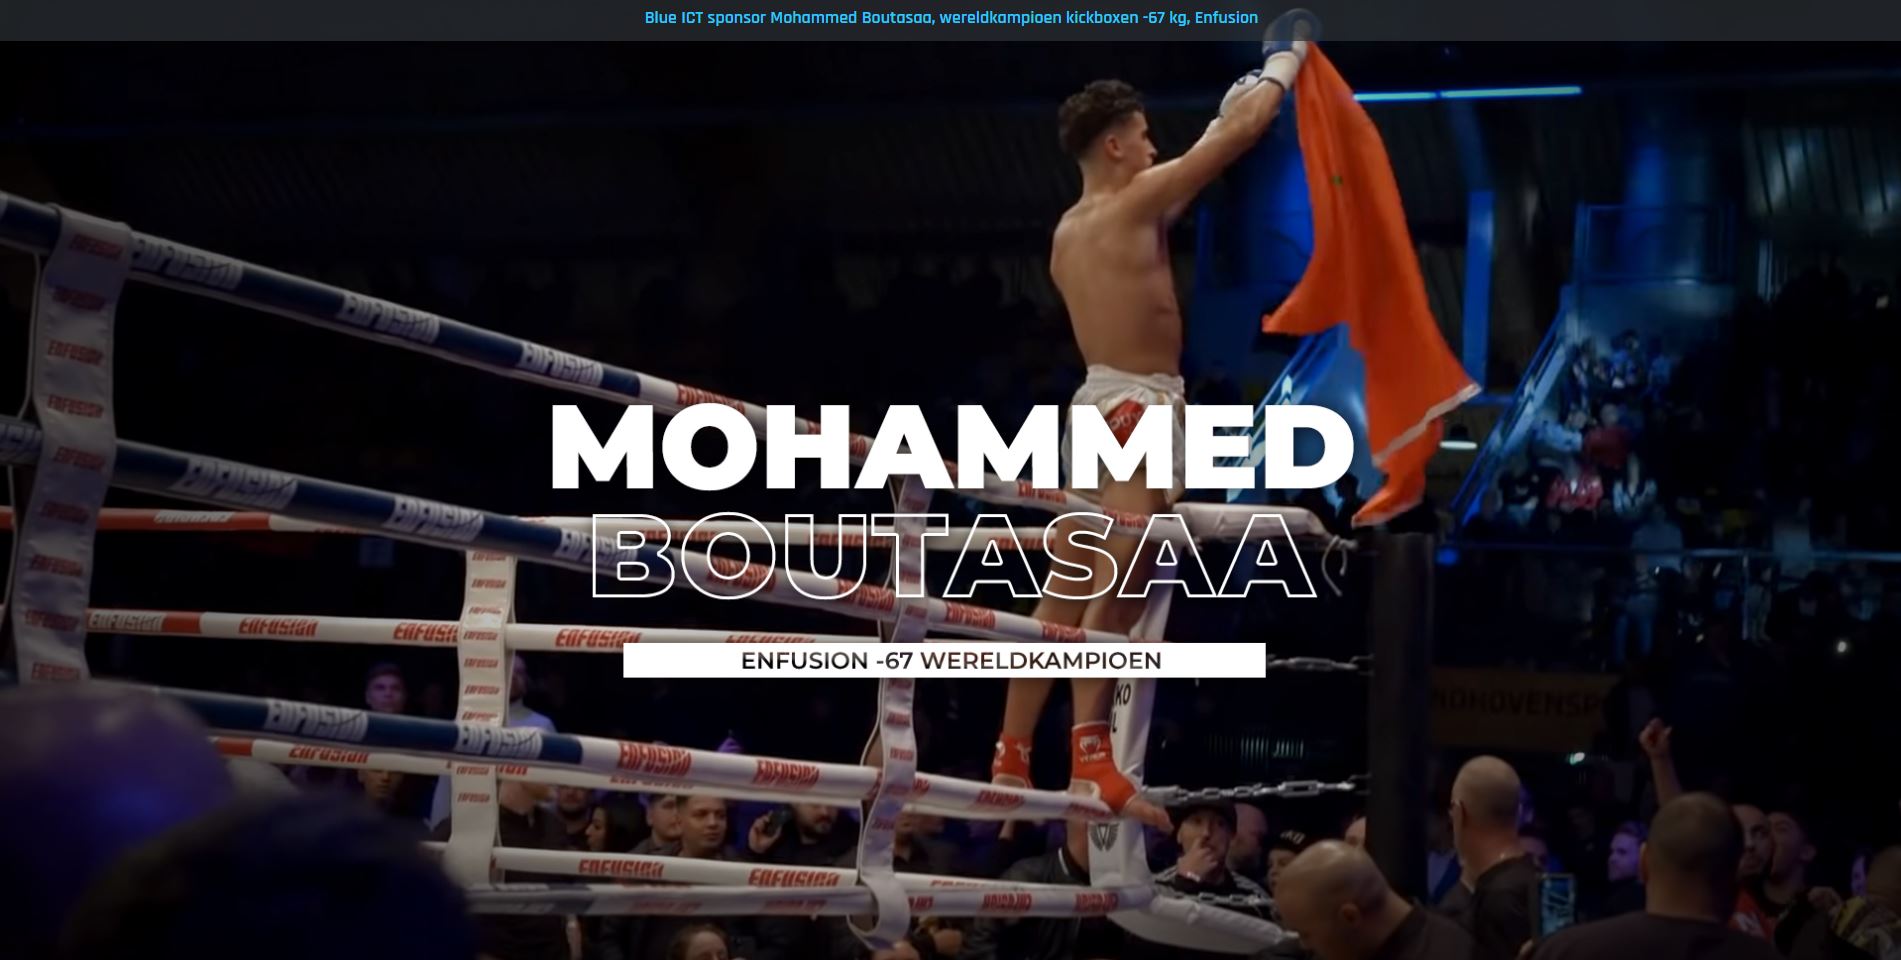 Blue ICT sponsor Mohammed Boutasaa, wereldkampioen kickboxen -67 kg, Enfusion
MOHAMMED
BOUTASAA
ENFUSION -67 WERELDKAMPIOEN
ENFUSION
ENFUSION
ENFUSION
ENFUSION
VENUM